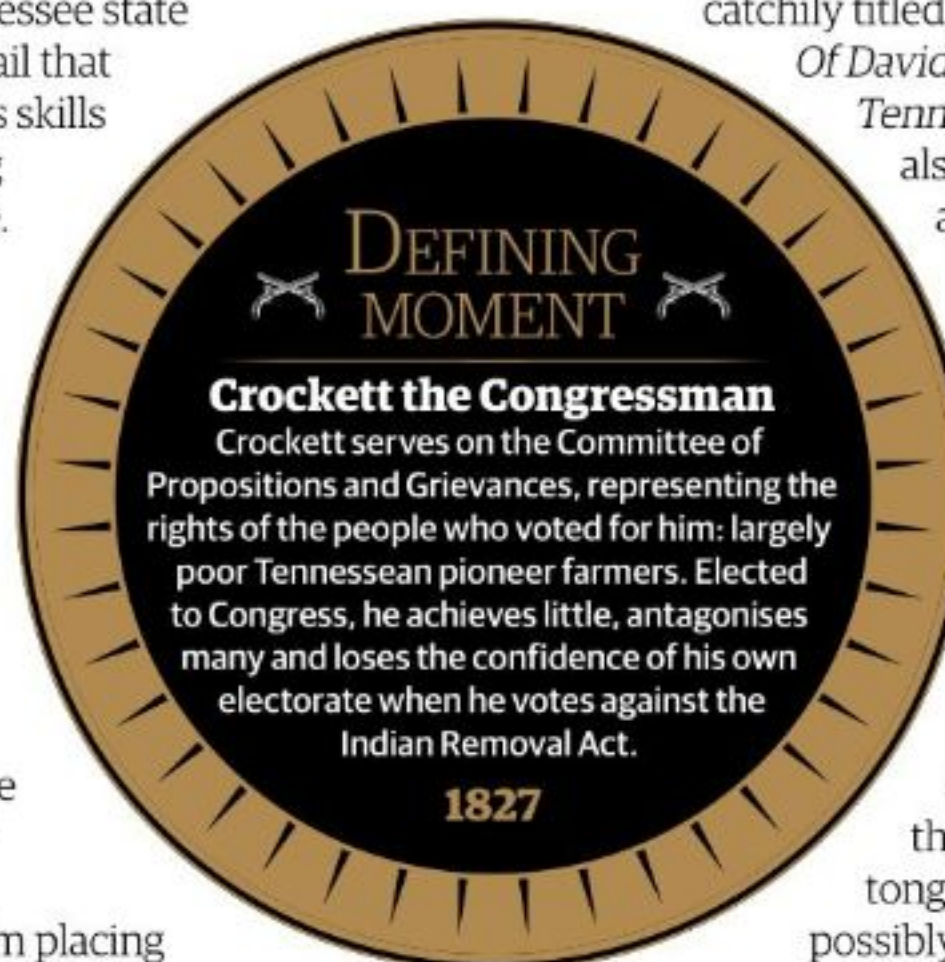 essee state
ail that
s skills
m placing
DEFINING
MOMENT
Crockett the Congressman
Crockett serves on the Committee of
Propositions and Grievances, representing the
rights of the people who voted for him: largely
poor Tennessean pioneer farmers. Elected
to Congress, he achieves little, antagonises
many and loses the confidence of his own
electorate when he votes against the
Indian Removal Act.
1827
catchily titled
Of David
Tenn
als
a
th
tong
possibly